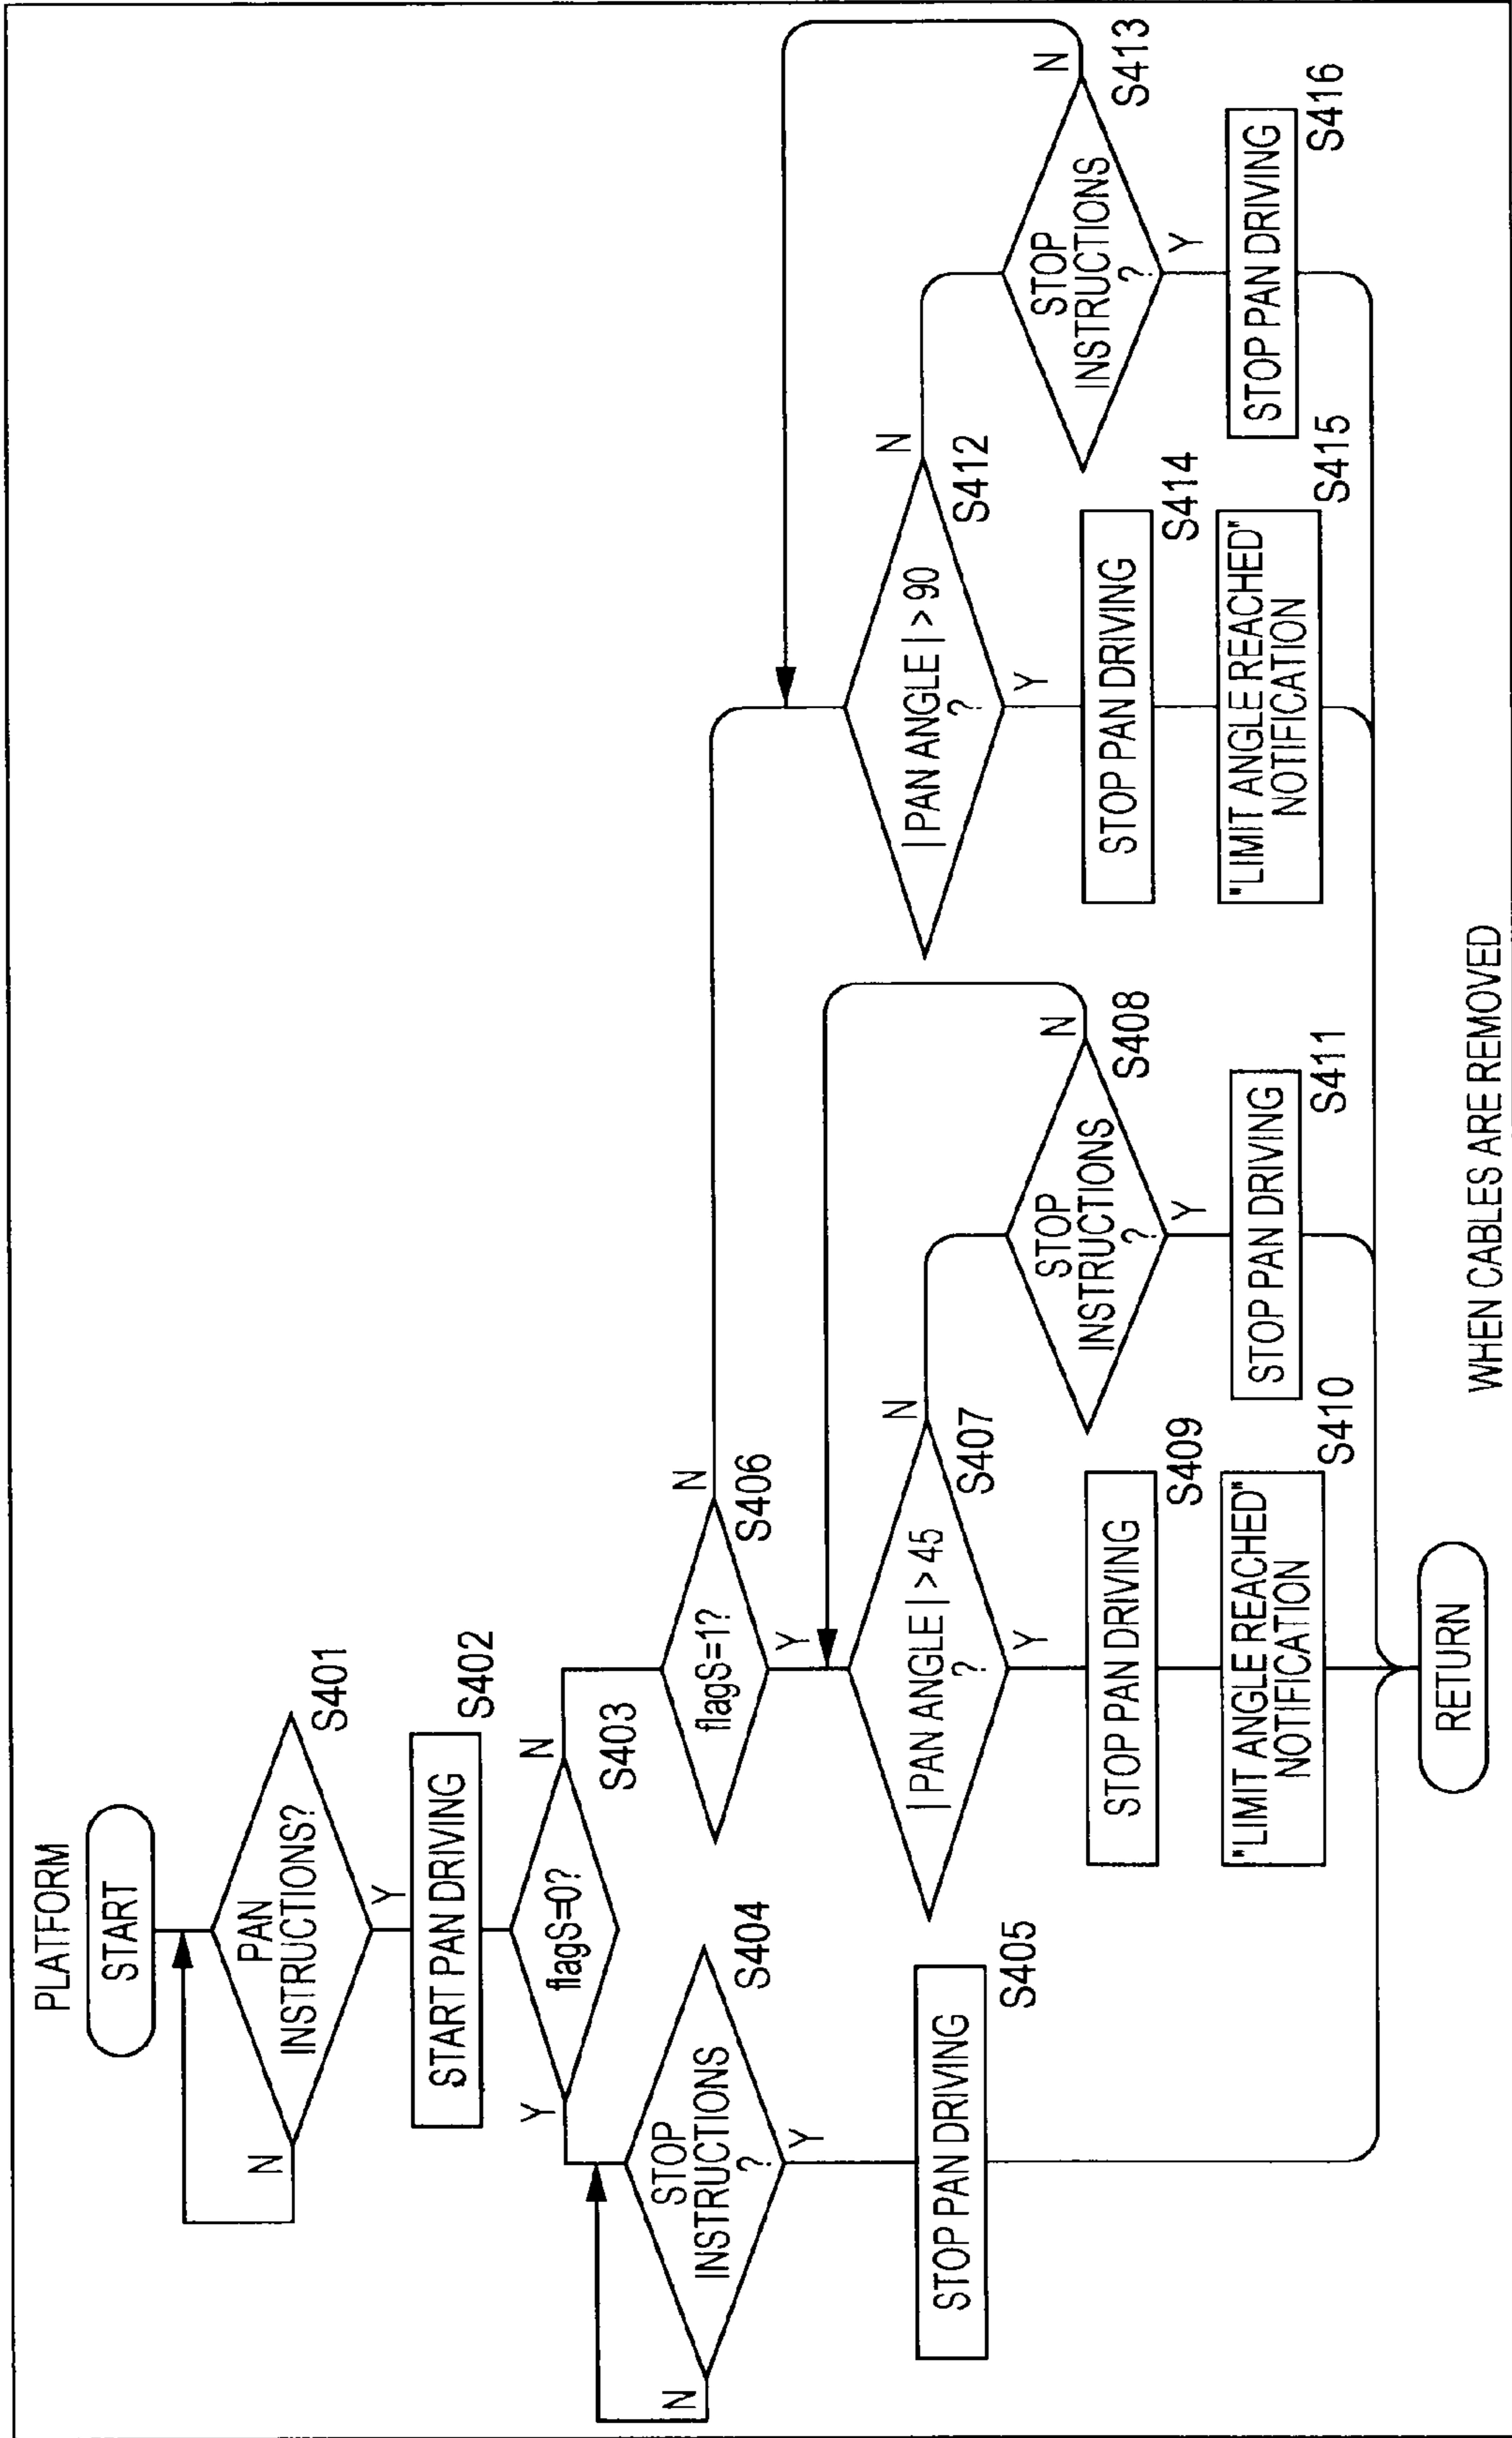 PLATFORM
START
PAN
INSTRUCTIONS?
S401
N
Y
START PAN DRIVING
S402
flagS=0?
S403
Y
N
STOP
INSTRUCTIONS
?
S404
N
Y
STOP PAN DRIVING
S405
flagS=1?
S406
N
Y
| PAN ANGLE | > 45
?
S407
N
Y
STOP
INSTRUCTIONS
?
S408
N
Y
STOP PAN DRIVING
S409
"LIMIT ANGLE REACHED"
NOTIFICATION
S410
STOP PAN DRIVING
S411
| PAN ANGLE | > 90
?
S412
N
Y
STOP
INSTRUCTIONS
?
S413
N
Y
STOP PAN DRIVING
S414
"LIMIT ANGLE REACHED"
NOTIFICATION
S415
STOP PAN DRIVING
S416
RETURN
WHEN CABLES ARE REMOVED